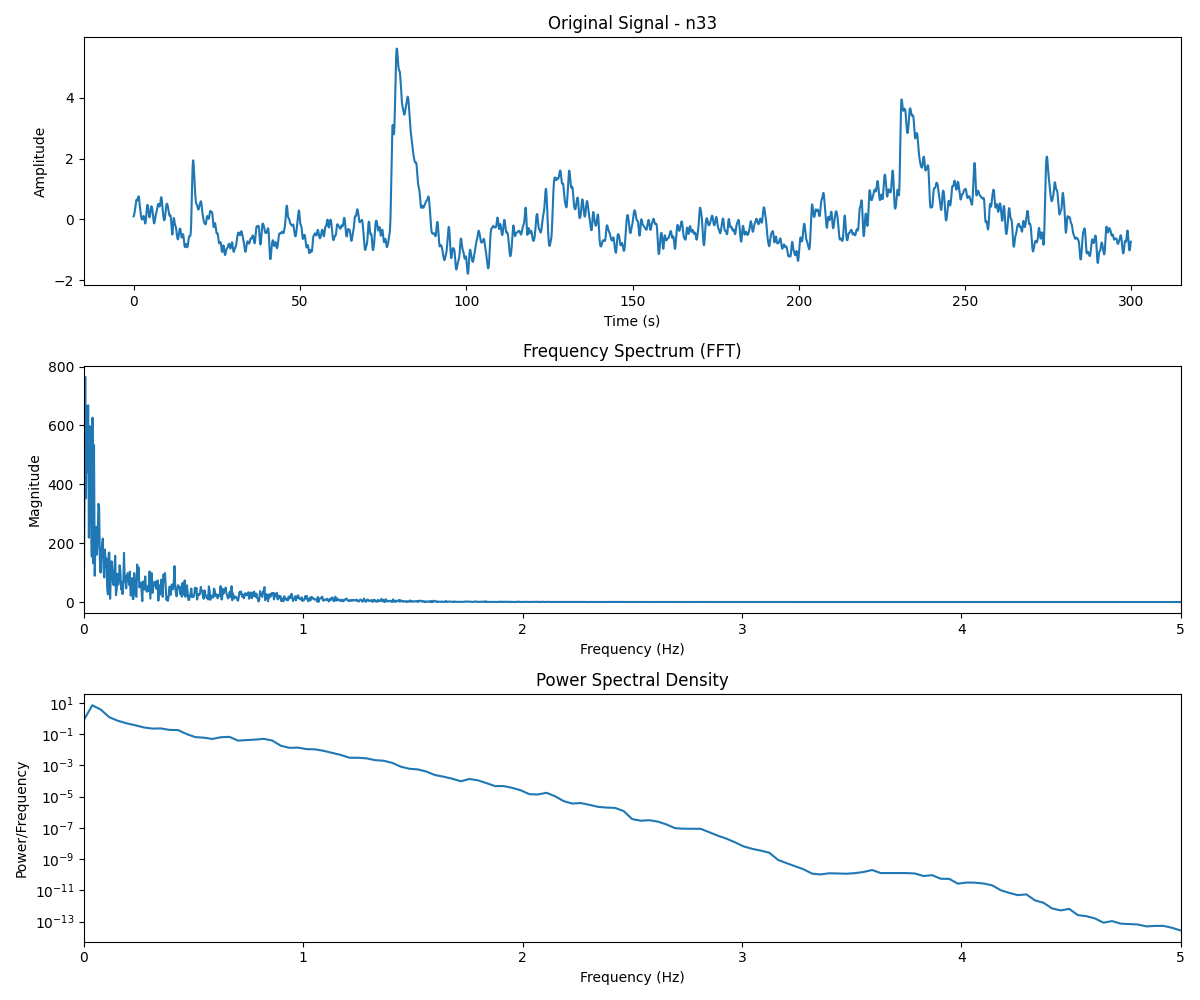 Original Signal - n33
Amplitude
4
2
0
−2
0 50 100 150 200 250 300
Time (s)
Frequency Spectrum (FFT)
Magnitude
800
600
400
200
0
0 1 2 3 4 5
Frequency (Hz)
Power Spectral Density
Power/Frequency
10^1
10^−1
10^−3
10^−5
10^−7
10^−9
10^−11
10^−13
0 1 2 3 4 5
Frequency (Hz)